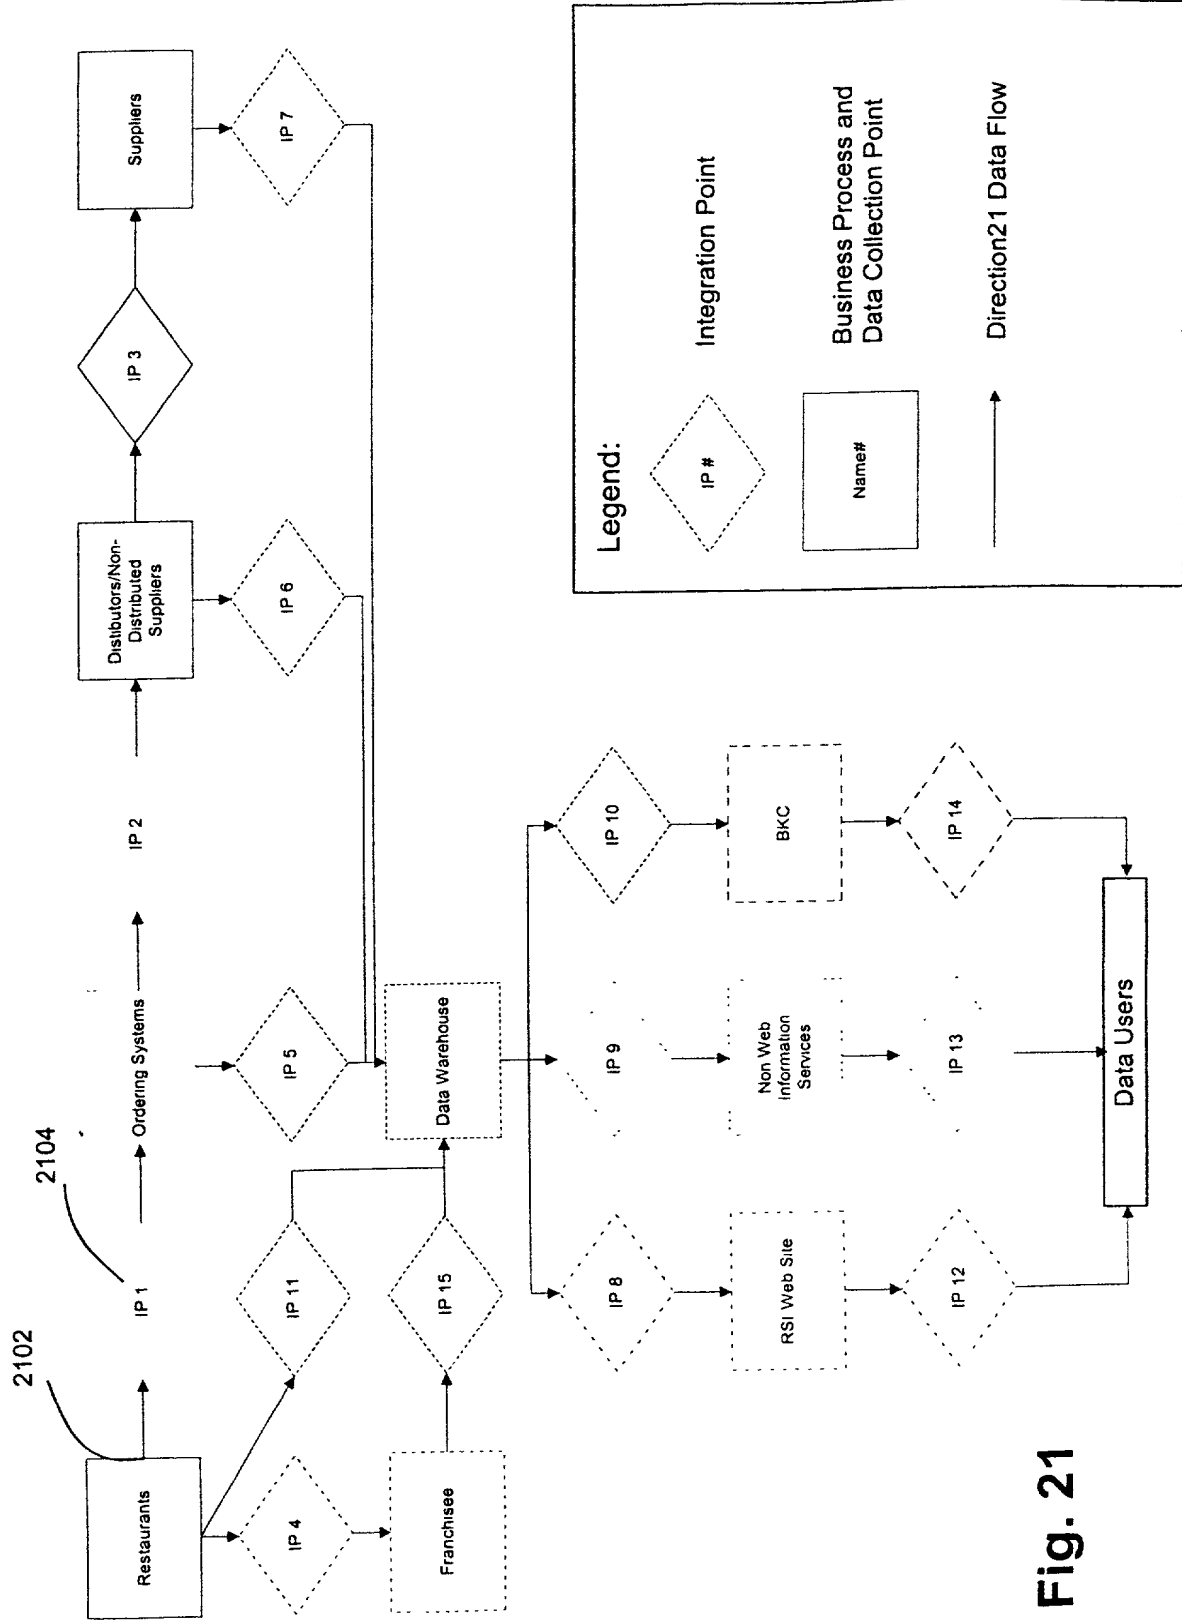 2102
2104
Restaurants
IP 1
Ordering Systems
IP 2
Distibutors/Non-
Distributed
Suppliers
IP 3
Suppliers
IP 4
IP 11
IP 5
IP 6
IP 7
Franchisee
IP 15
Data Warehouse
IP 8
IP 9
IP 10
RSI Web Site
Non Web
Information
Services
BKC
IP 12
IP 13
IP 14
Data Users
Legend:
IP #
Integration Point
Name#
Business Process and
Data Collection Point
Direction21 Data Flow
Fig. 21